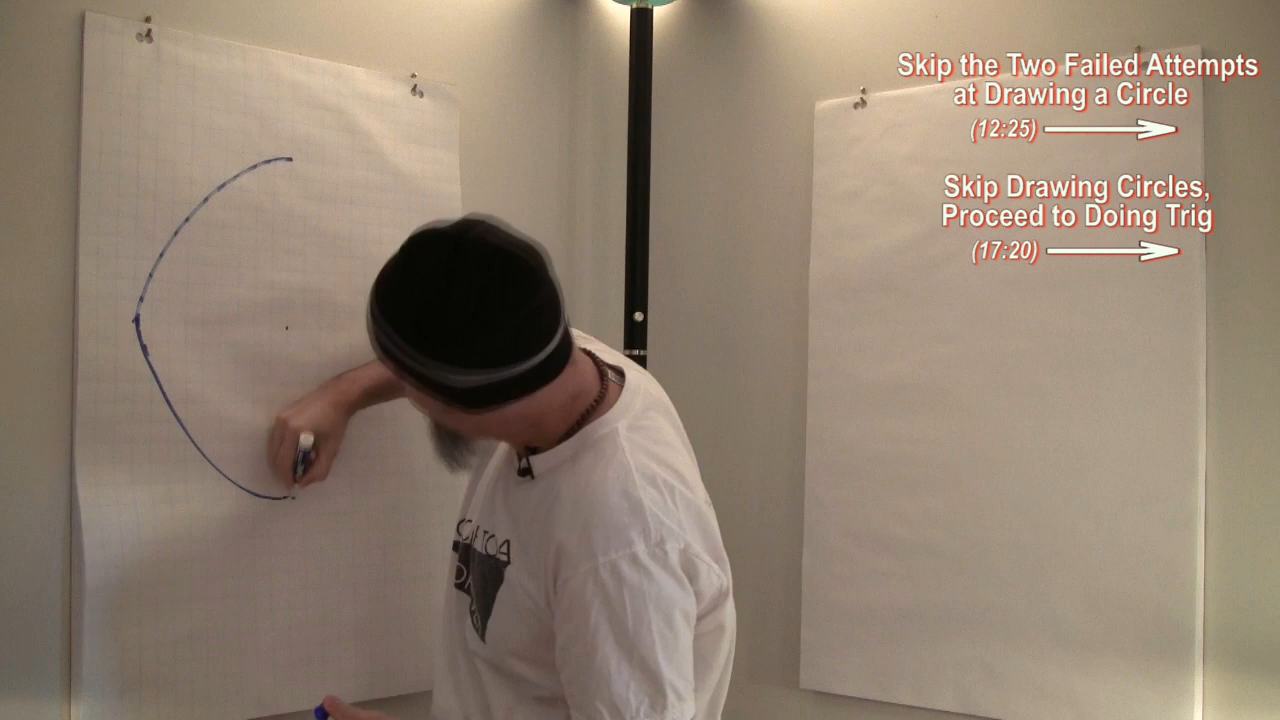 Skip the Two Failed Attempts
at Drawing a Circle
(12:25)
Skip Drawing Circles,
Proceed to Doing Trig
(17:20)